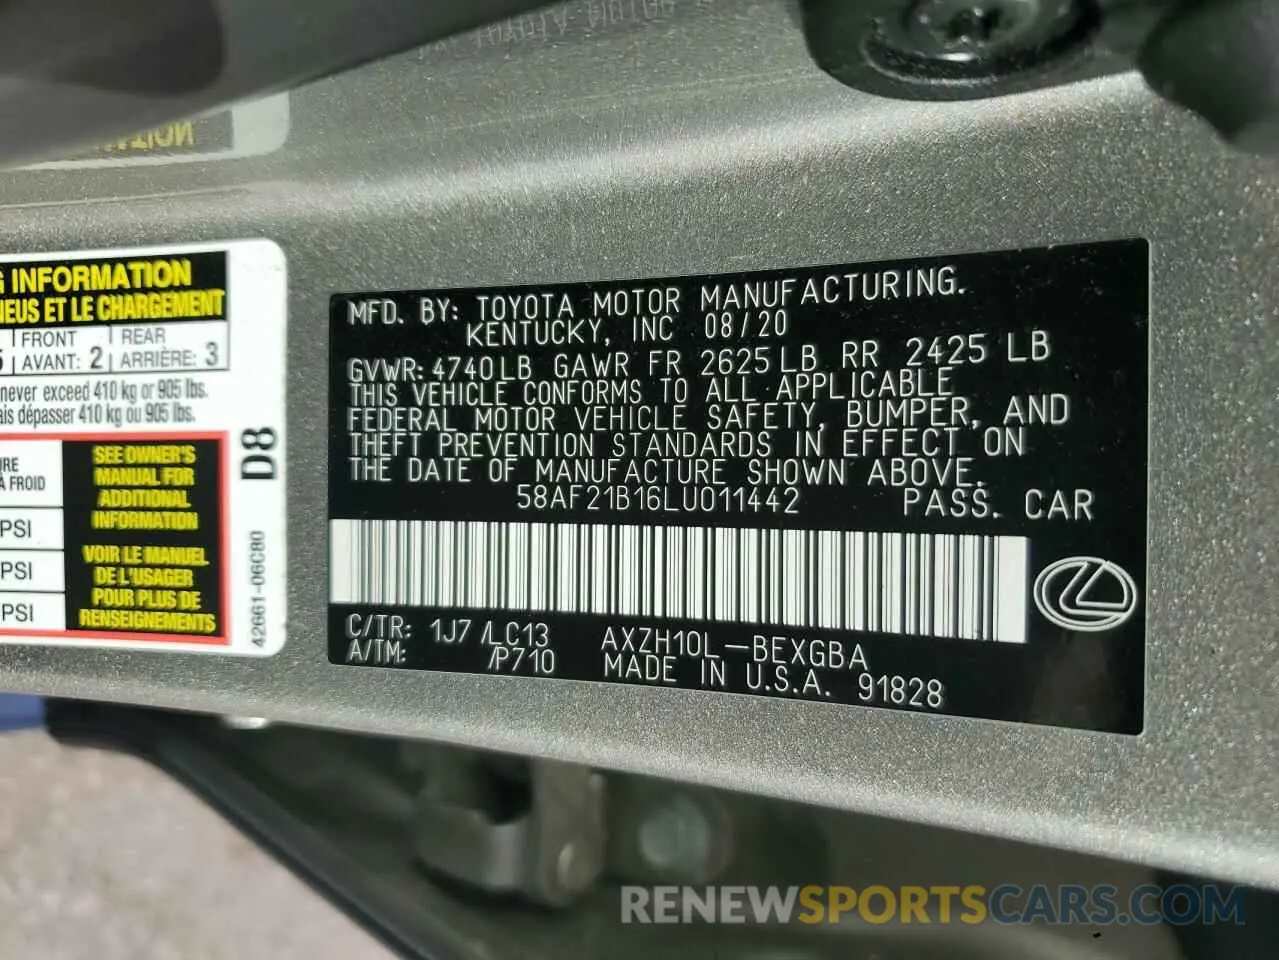 G INFORMATION
NEUS ET LE CHARGEMENT
FRONT REAR
5 AVANT: 2 ARRIÈRE: 3
never exceed 410 kg or 905 lbs.
ais dépasser 410 kg ou 905 lbs.
SEE OWNER'S
MANUAL FOR
ADDITIONAL
INFORMATION
VOIR LE MANUEL
DE L'USAGER
POUR PLUS DE
RENSEIGNEMENTS
URE
À FROID
PSI
PSI
PSI
D8
42661-06C80
MFD. BY: TOYOTA MOTOR MANUFACTURING.
KENTUCKY, INC 08/20
GVWR: 4740 LB GAWR FR 2625 LB RR 2425 LB
THIS VEHICLE CONFORMS TO ALL APPLICABLE
FEDERAL MOTOR VEHICLE SAFETY, BUMPER, AND
THEFT PREVENTION STANDARDS IN EFFECT ON
THE DATE OF MANUFACTURE SHOWN ABOVE.
58AF21B16LU011442 PASS. CAR
C/TR: 1J7 /LC13 AXZH10L-BEXGBA
A/TM: /P710 MADE IN U.S.A. 91828
RENEWSPORTSCARS.COM